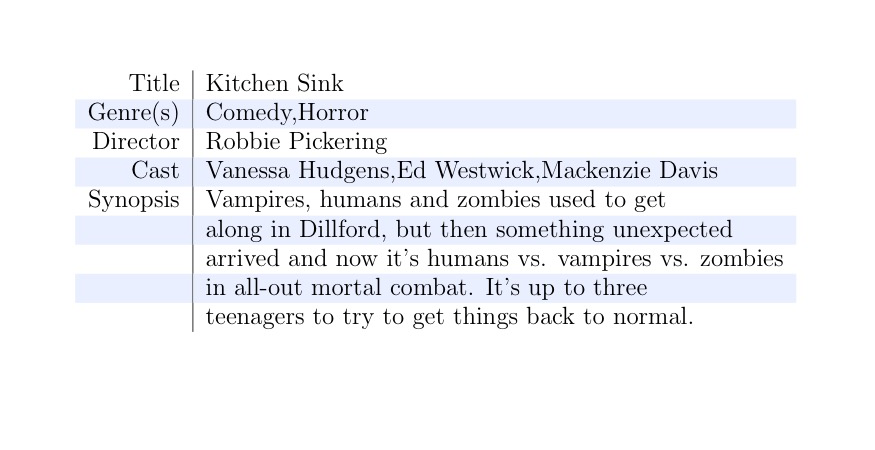 Title Kitchen Sink
Genre(s) Comedy,Horror
Director Robbie Pickering
Cast Vanessa Hudgens,Ed Westwick,Mackenzie Davis
Synopsis Vampires, humans and zombies used to get
along in Dillford, but then something unexpected
arrived and now it's humans vs. vampires vs. zombies
in all-out mortal combat. It's up to three
teenagers to try to get things back to normal.